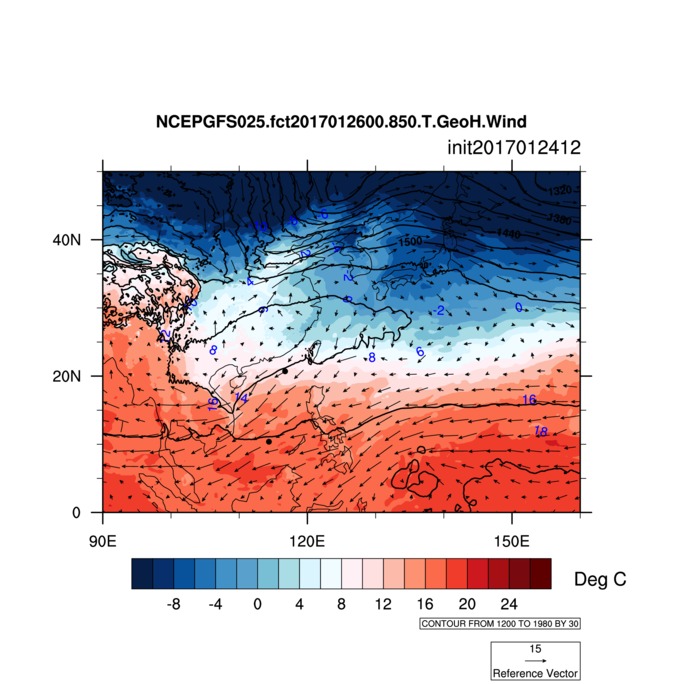 NCEPGFS025.fct2017012600.850.T.GeoH.Wind
init2017012412
1320
1380
1440
1500
40N
20N
0
-2
0
8
8
6
14
16
16
18
90E 120E 150E
-8 -4 0 4 8 12 16 20 24 Deg C
CONTOUR FROM 1200 TO 1980 BY 30
15
Reference Vector